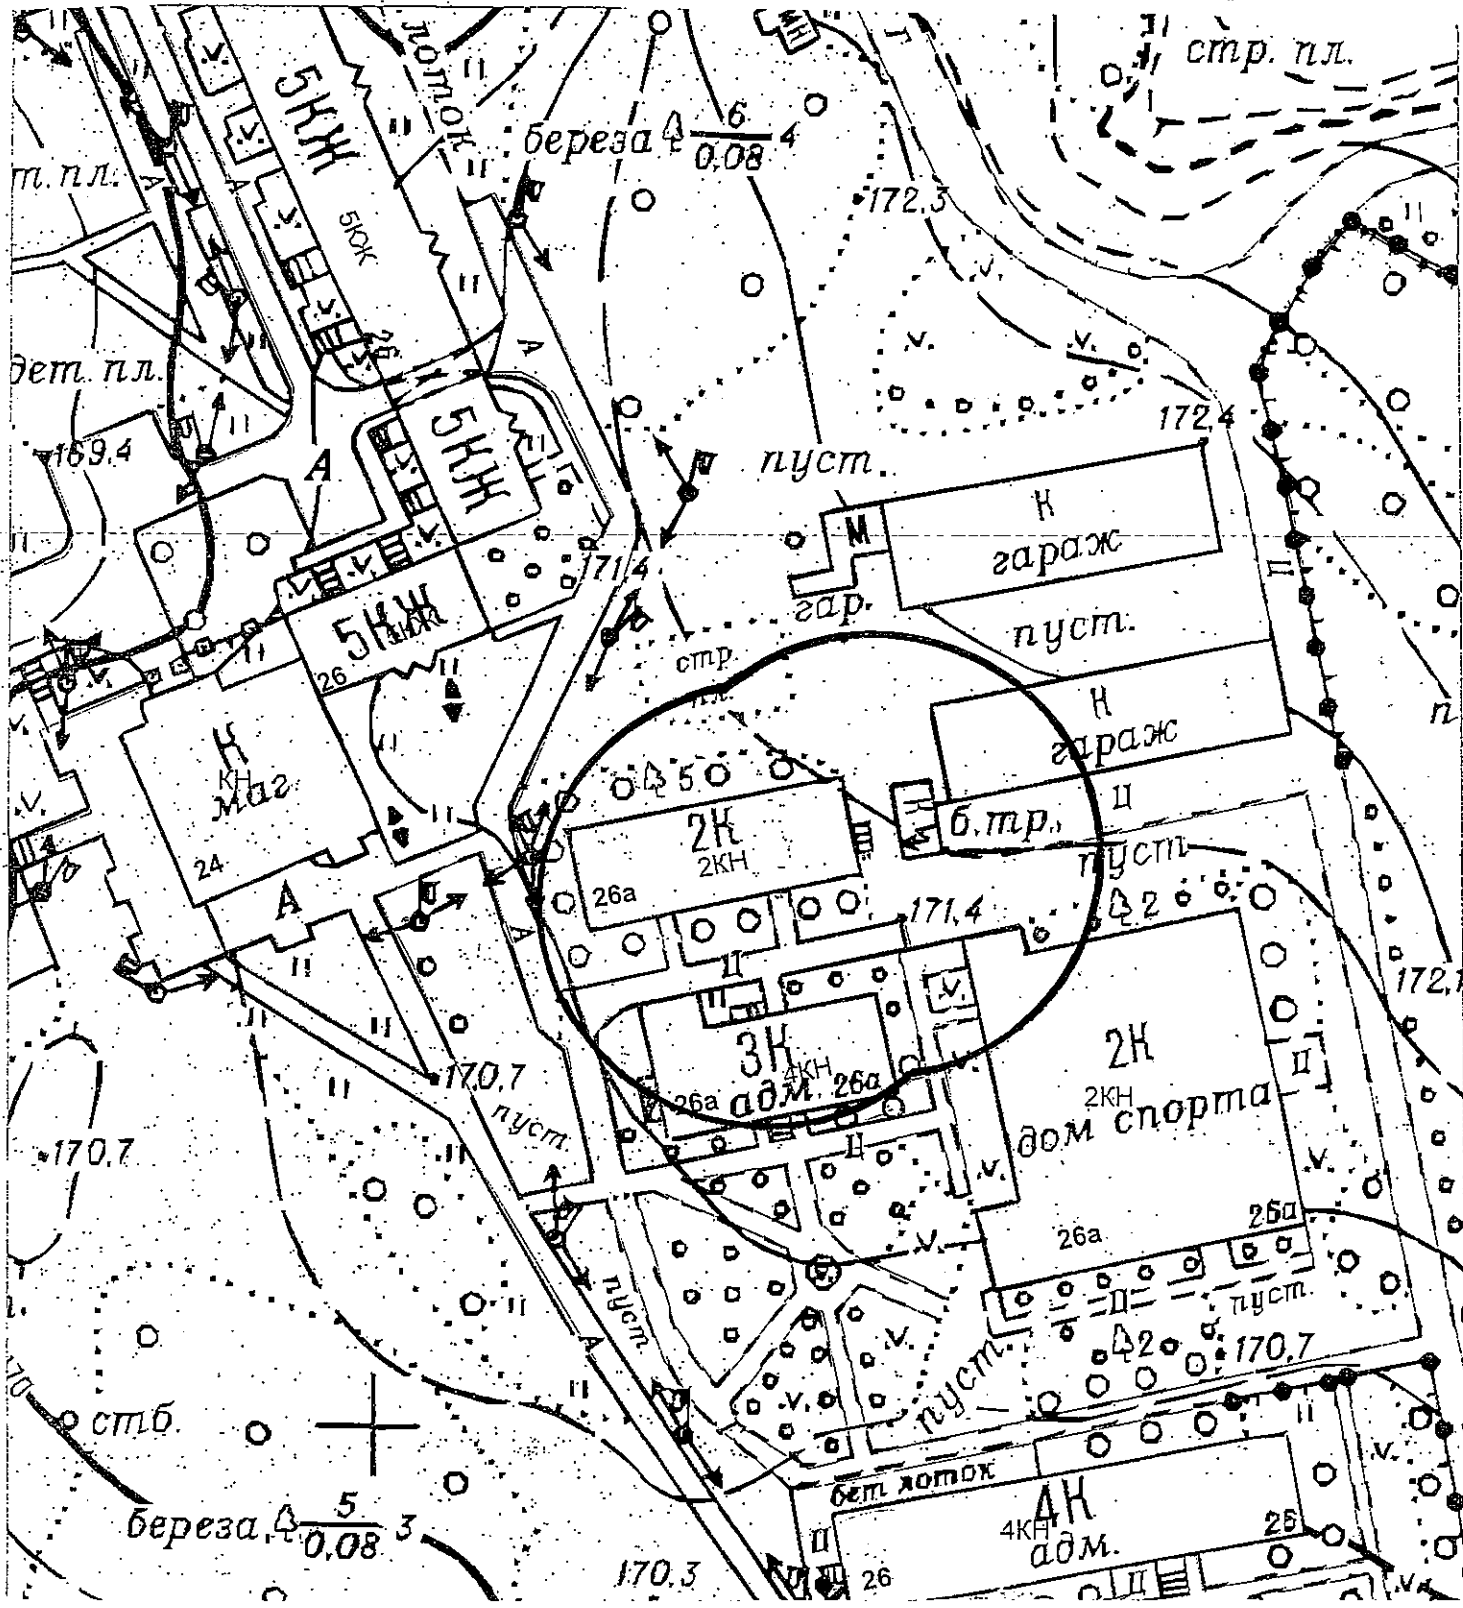 стр. пл.
лоток
5КЖ
береза 6 4
0,08
т. пл.
172,3
А
5КЖ
26
дет. пл.
А
172,4
5КЖ
169,4
А
пуст.
К
М
гараж
171,4
Ц
гар.
пуст.
5КЖ
26
стр.
пл.
К
гараж
К
КН
маг.
5
2К
2КН
КМ
б.тр.
Ц
пуст
24
26а
А
171,4
2
А
Ц
172,1
П
3К
4КН
26а
адм. 26а
2К
2КН
дом спорта
Ц
170,7
пуст.
170,7
Ц
26а
26а
пуст.
Ц
пуст.
А
2
170,7
пуст.
стб.
бет лоток
береза 5 3
0,08
4К
4КН
адм.
25
Ц
170,3
26
Ц